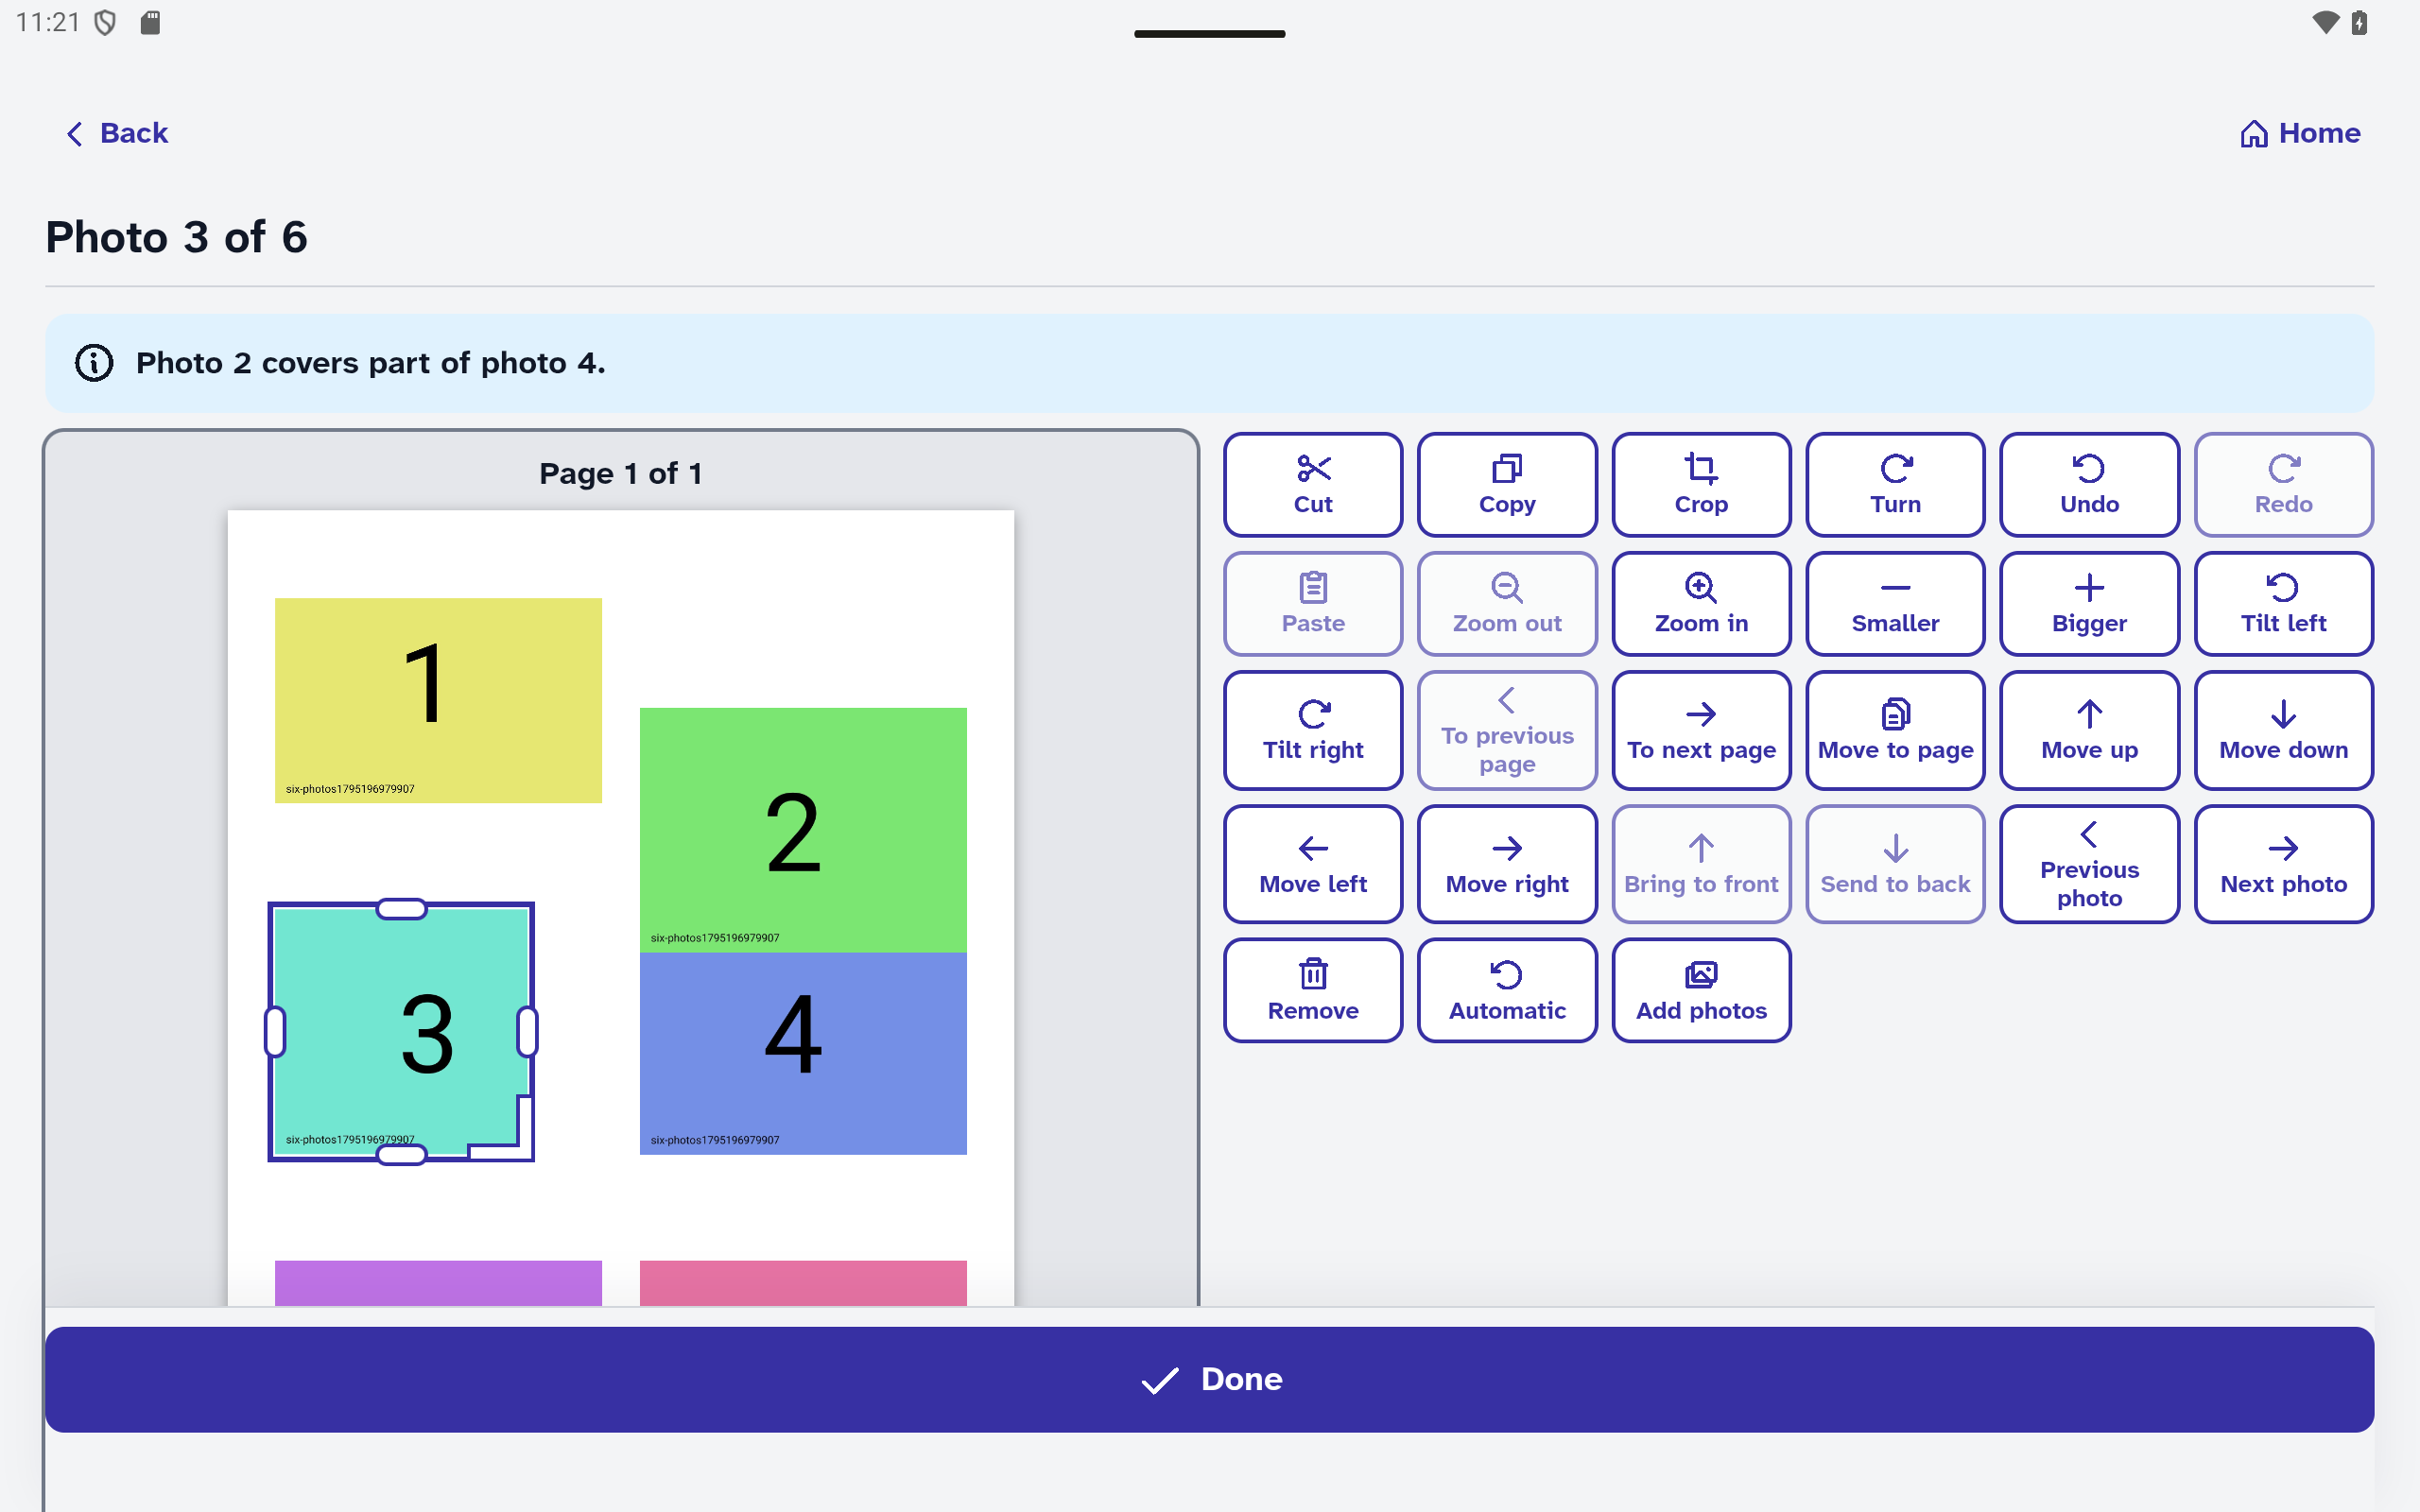 11:21
Back
Home
Photo 3 of 6
Photo 2 covers part of photo 4.
Page 1 of 1
1
six-photos1795196979907
2
six-photos1795196979907
3
six-photos1795196979907
4
six-photos1795196979907
Cut
Copy
Crop
Turn
Undo
Redo
Paste
Zoom out
Zoom in
Smaller
Bigger
Tilt left
Tilt right
To previous
page
To next page
Move to page
Move up
Move down
Move left
Move right
Bring to front
Send to back
Previous
photo
Next photo
Remove
Automatic
Add photos
Done